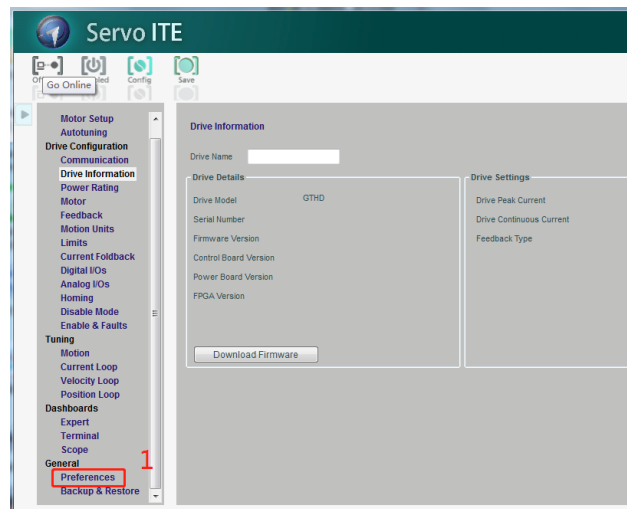 Servo ITE
Config
Save
Go Online
Motor Setup
Autotuning
Drive Configuration
Communication
Drive Information
Power Rating
Motor
Feedback
Motion Units
Limits
Current Foldback
Digital I/Os
Analog I/Os
Homing
Disable Mode
Enable & Faults
Tuning
Motion
Current Loop
Velocity Loop
Position Loop
Dashboards
Expert
Terminal
Scope
General
1
Preferences
Backup & Restore
Drive Information
Drive Name
Drive Details
Drive Model GTHD
Serial Number
Firmware Version
Control Board Version
Power Board Version
FPGA Version
Download Firmware
Drive Settings
Drive Peak Current
Drive Continuous Current
Feedback Type